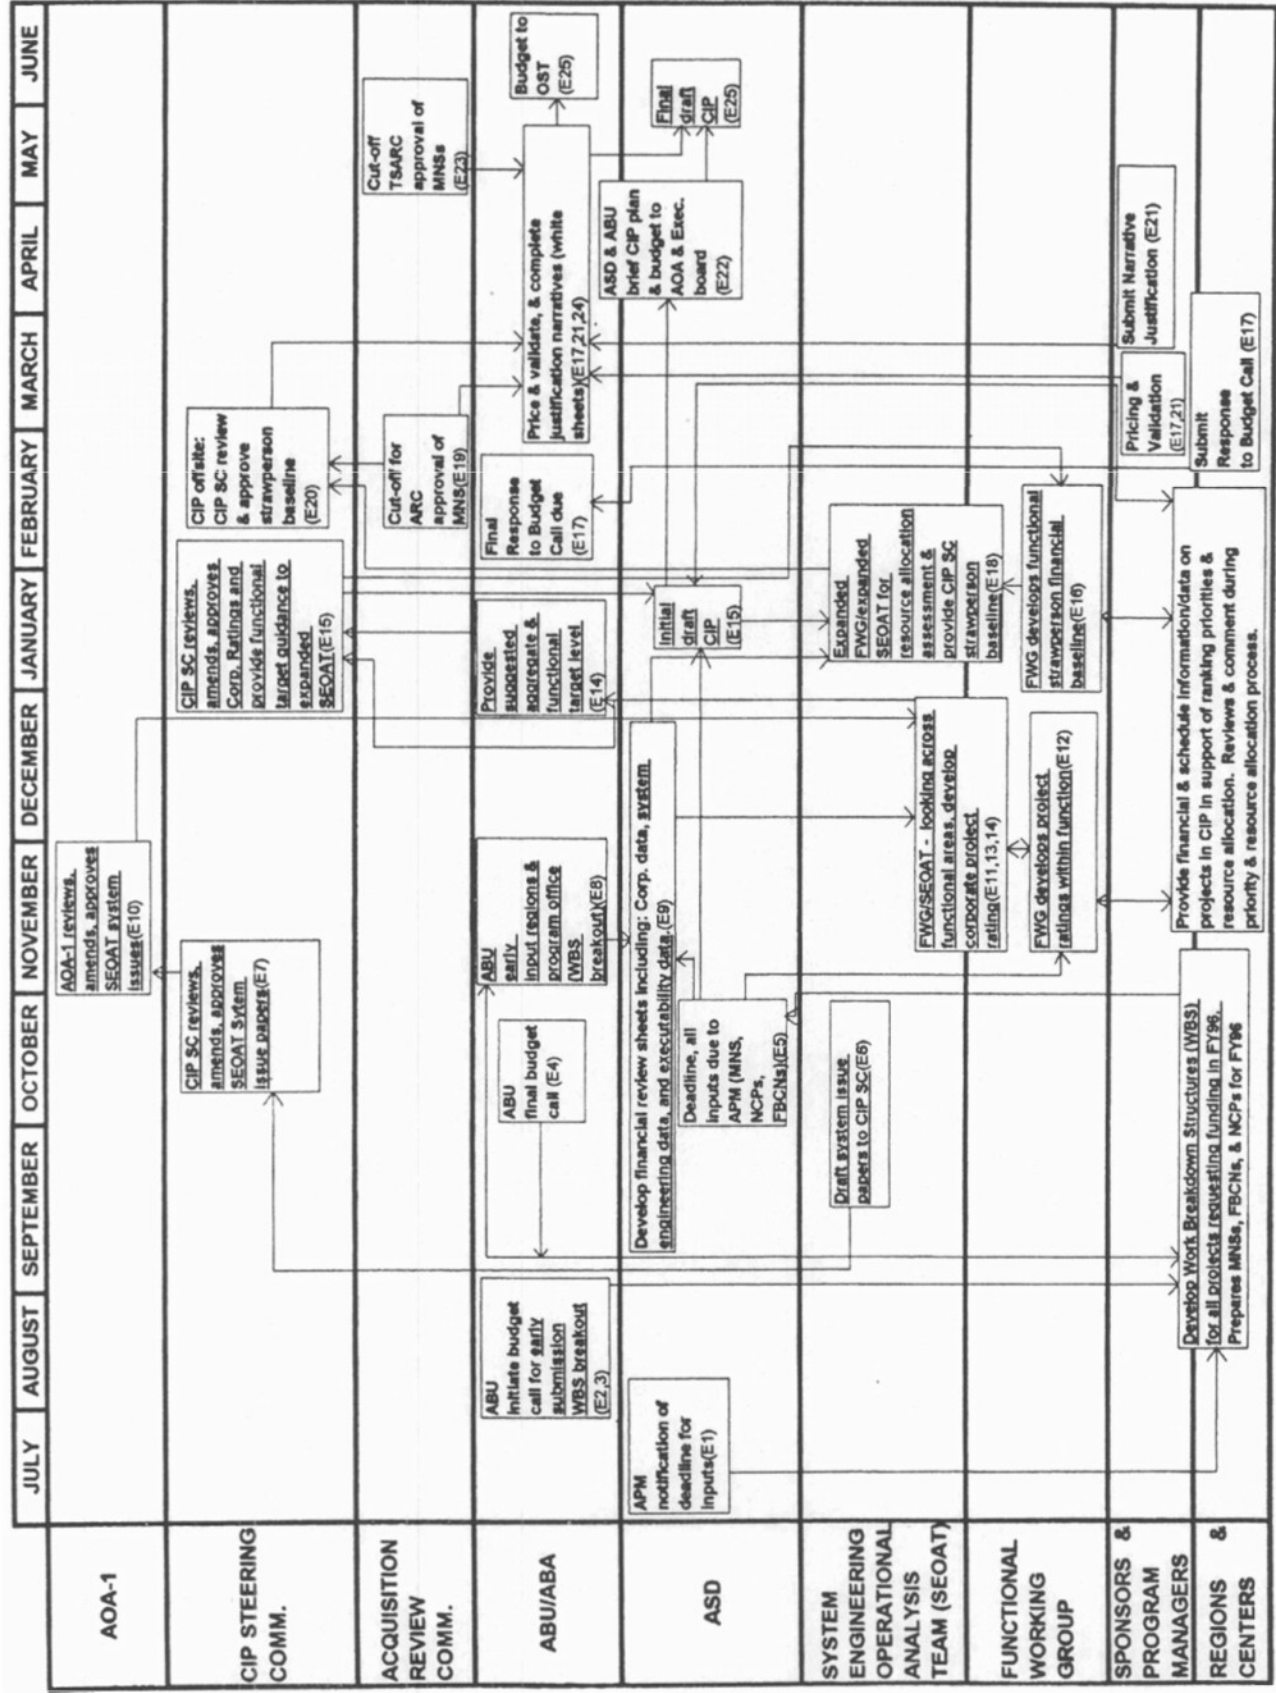 JULY
AUGUST
SEPTEMBER
OCTOBER
NOVEMBER
DECEMBER
JANUARY
FEBRUARY
MARCH
APRIL
MAY
JUNE
AOA-1
AOA-1 reviews,
amends, approves
SEOAT system
issues(E10)
CIP STEERING
COMM.
CIP SC reviews,
amends, approves
SEOAT Sytem
issue papers(E7)
CIP SC reviews,
amends, approves
Corp. Ratings and
provide functional
target guidance to
expanded
SEOAT(E15)
CIP offsite:
CIP SC review
& approve
strawperson
baseline
(E20)
ACQUISITION
REVIEW
COMM.
Cut-off for
ARC
approval of
MNS(E19)
Cut-off
TSARC
approval of
MNSs
(E23)
ABU/ABA
ABU
initiate budget
call for early
submission
WBS breakout
(E2,3)
ABU
final budget
call (E4)
ABU
early
input regions &
program office
(WBS
breakout)(E8)
Provide
suggested
aggregate &
functional
target level
(E14)
Final
Response
to Budget
Call due
(E17)
Price & validate, & complete
justification narratives (white
sheets)(E17,21,24)
Budget to
OST
(E25)
ASD
APM
notification of
deadline for
inputs(E1)
Develop financial review sheets including: Corp. data, system
engineering data, and executability data.(E9)
Deadline, all
inputs due to
APM (MNS,
NCPs,
FBCNs)(E5)
Initial
draft
CIP
(E15)
ASD & ABU
brief CIP plan
& budget to
AOA & Exec.
board
(E22)
Final
draft
CIP
(E25)
SYSTEM
ENGINEERING
OPERATIONAL
ANALYSIS
TEAM (SEOAT)
Draft system issue
papers to CIP SC(E6)
FWG/SEOAT - looking across
functional areas, develop
corporate project
rating(E11,13,14)
Expanded
FWG/expanded
SEOAT for
resource allocation
assessment &
provide CIP SC
strawperson
baseline(E18)
FUNCTIONAL
WORKING
GROUP
FWG develops project
ratings within function(E12)
FWG develops functional
strawperson financial
baseline(E16)
SPONSORS &
PROGRAM
MANAGERS
Pricing &
Validation
(E17,21)
Submit Narrative
Justification (E21)
REGIONS &
CENTERS
Develop Work Breakdown Structures (WBS)
for all projects requesting funding in FY96.
Prepares MNSs, FBCNs, & NCPs for FY96
Provide financial & schedule information/data on
projects in CIP in support of ranking priorities &
resource allocation. Reviews & comment during
priority & resource allocation process.
Submit
Response
to Budget Call (E17)